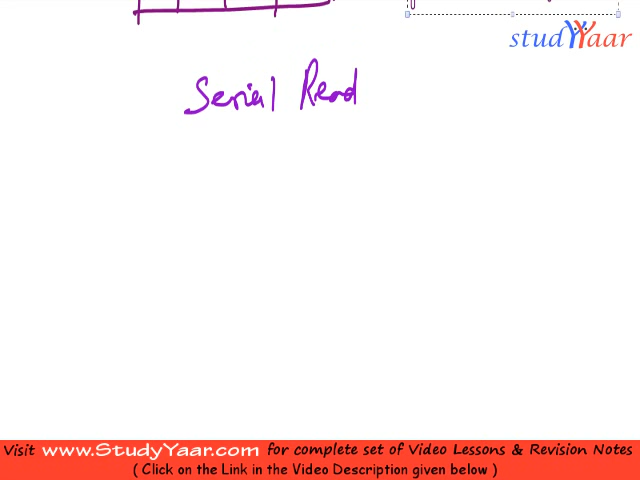 studYYaar
Serial Read
Visit www.StudyYaar.com for complete set of Video Lessons & Revision Notes
( Click on the Link in the Video Description given below )